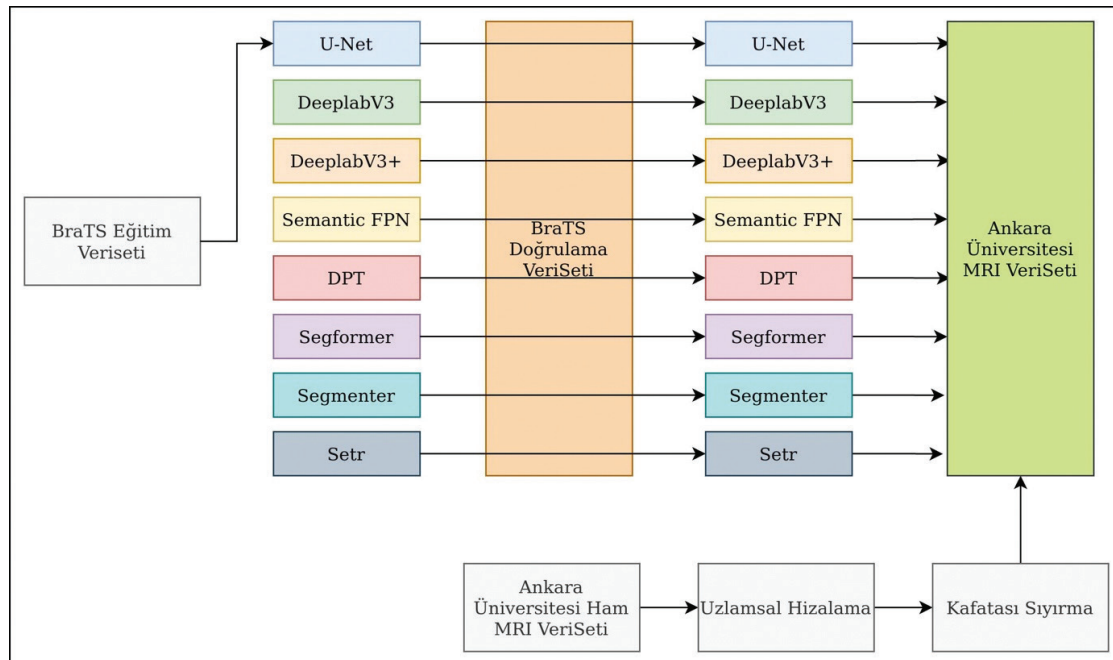 U-Net
U-Net
DeeplabV3
DeeplabV3
DeeplabV3+
DeeplabV3+
BraTS Eğitim
Veriseti
Semantic FPN
BraTS
Doğrulama
VeriSeti
Semantic FPN
Ankara
Üniversitesi
MRI VeriSeti
DPT
DPT
Segformer
Segformer
Segmenter
Segmenter
Setr
Setr
Ankara
Üniversitesi Ham
MRI VeriSeti
Uzlamsal Hizalama
Kafatası Sıyırma